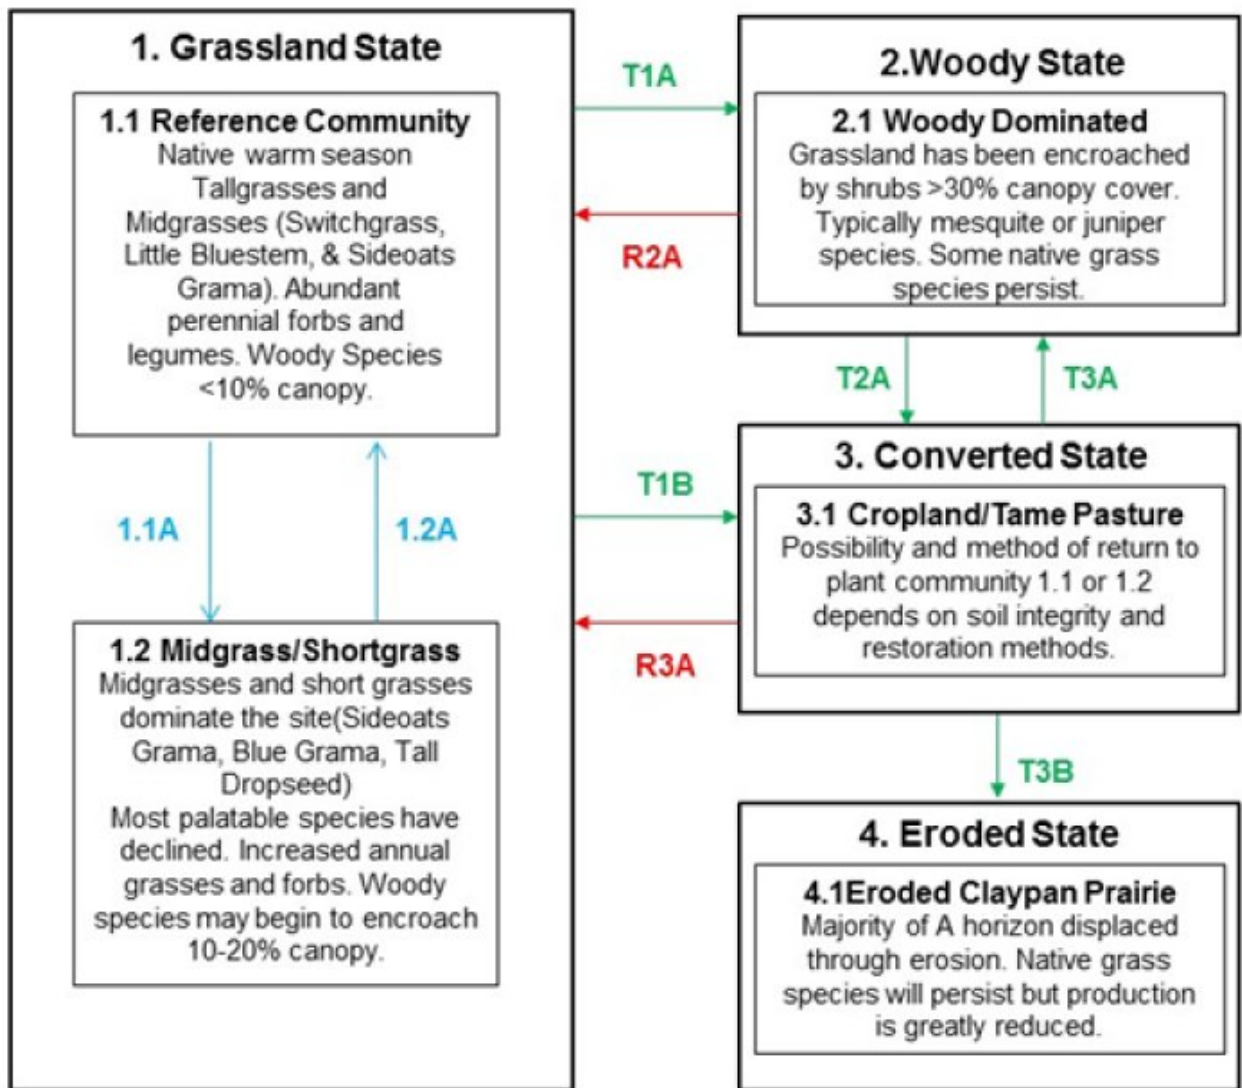 1. Grassland State
1.1 Reference Community
Native warm season
Tallgrasses and
Midgrasses (Switchgrass,
Little Bluestem, & Sideoats
Grama). Abundant
perennial forbs and
legumes. Woody Species
<10% canopy.
1.1A
1.2A
1.2 Midgrass/Shortgrass
Midgrasses and short grasses
dominate the site(Sideoats
Grama, Blue Grama, Tall
Dropseed)
Most palatable species have
declined. Increased annual
grasses and forbs. Woody
species may begin to encroach
10-20% canopy.
T1A
R2A
T1B
R3A
2.Woody State
2.1 Woody Dominated
Grassland has been encroached
by shrubs >30% canopy cover.
Typically mesquite or juniper
species. Some native grass
species persist.
T2A
T3A
3. Converted State
3.1 Cropland/Tame Pasture
Possibility and method of return to
plant community 1.1 or 1.2
depends on soil integrity and
restoration methods.
T3B
4. Eroded State
4.1Eroded Claypan Prairie
Majority of A horizon displaced
through erosion. Native grass
species will persist but production
is greatly reduced.